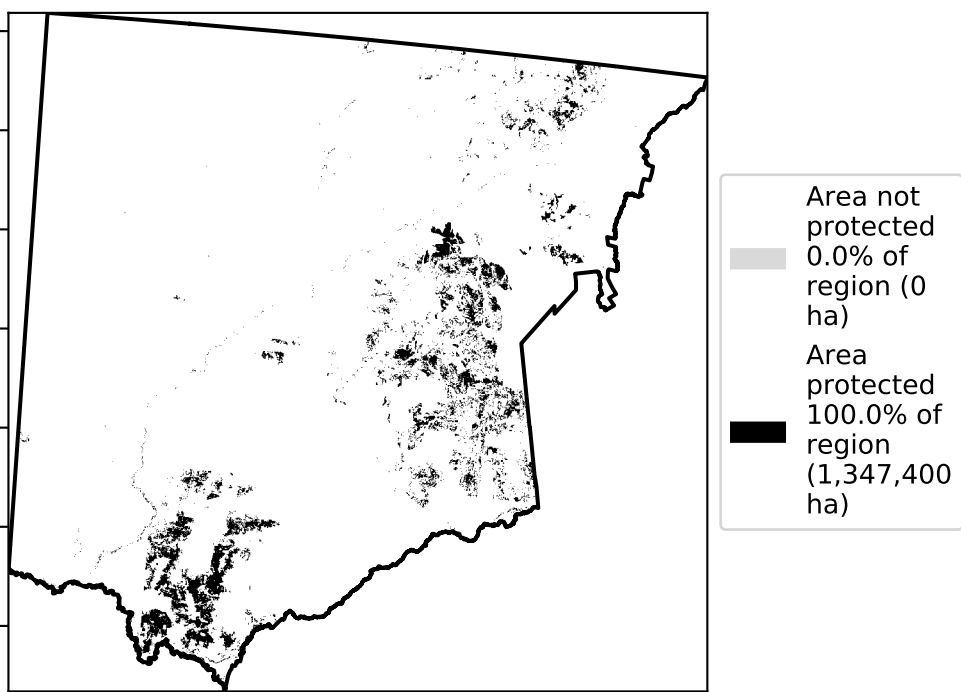 Area not
protected
0.0% of
region (0
ha)
Area
protected
100.0% of
region
(1,347,400
ha)